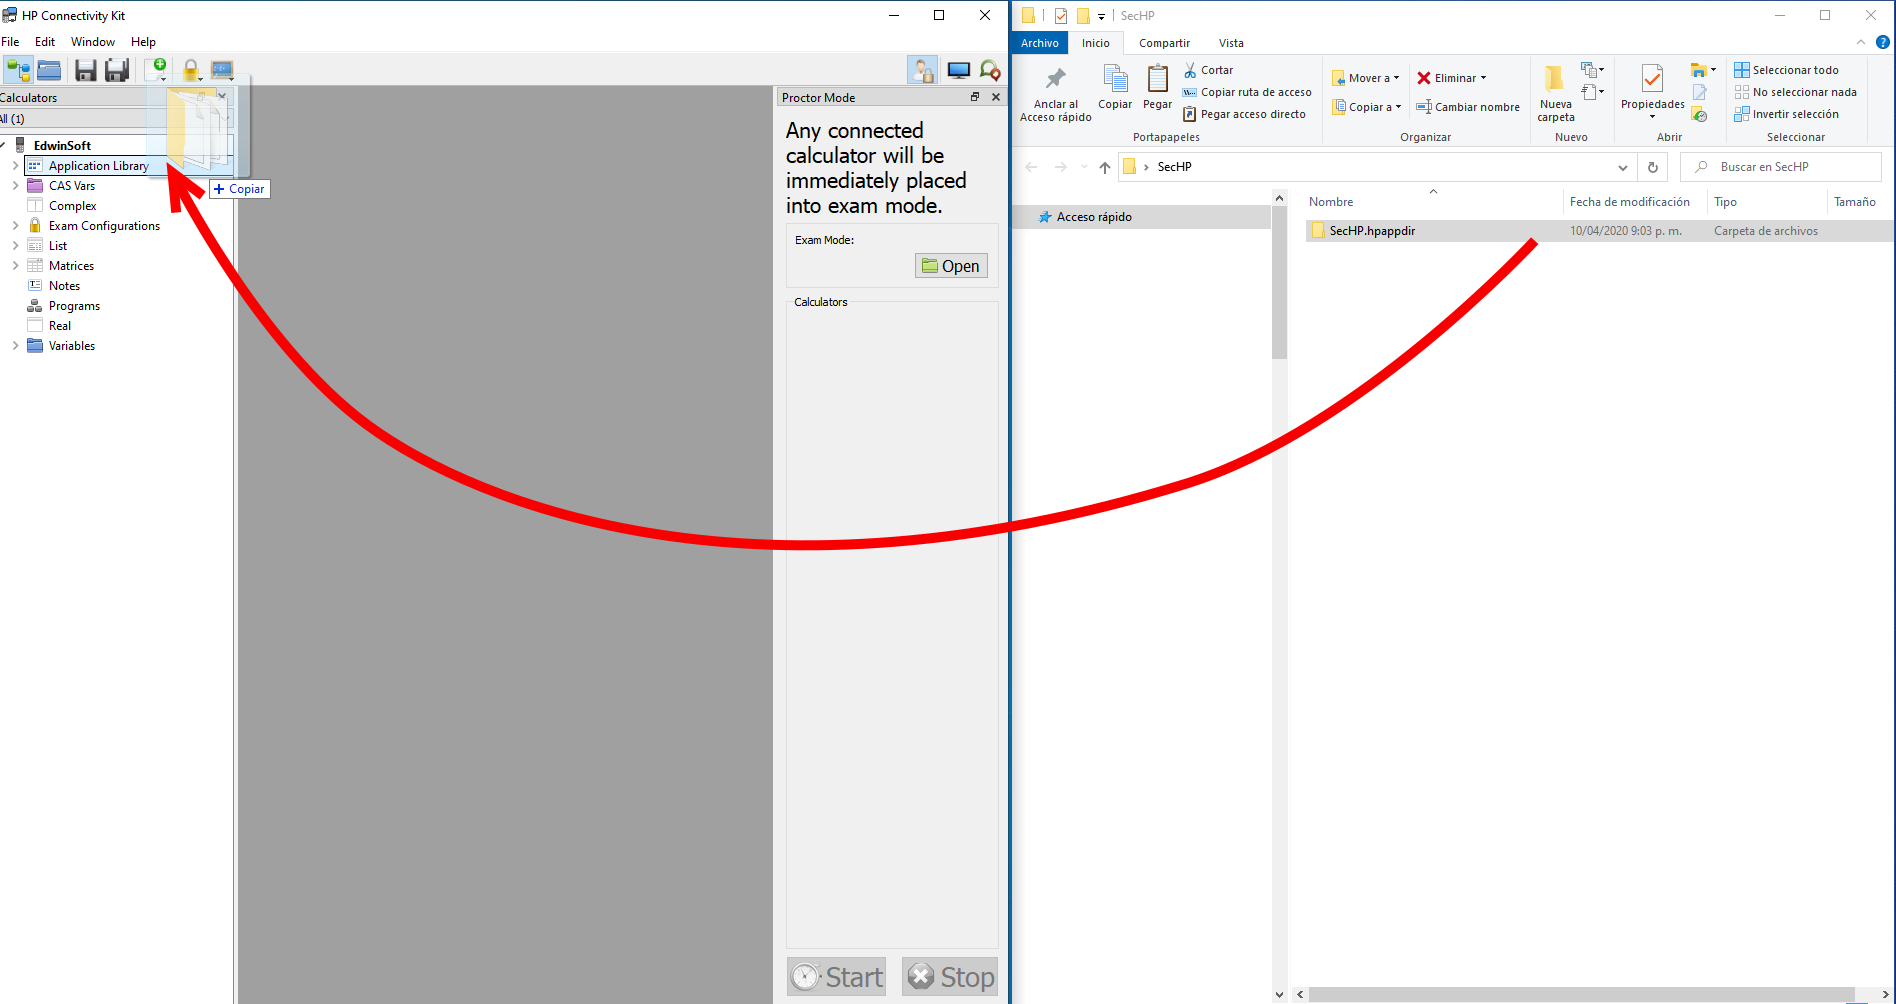 HP Connectivity Kit
File Edit Window Help
Calculators
All (1)
EdwinSoft
Application Library
CAS Vars
Complex
Exam Configurations
List
Matrices
Notes
Programs
Real
Variables
+ Copiar
Proctor Mode
Any connected
calculator will be
immediately placed
into exam mode.
Exam Mode:
Open
Calculators
Start Stop
SecHP
Archivo Inicio Compartir Vista
Anclar al
Acceso rápido
Copiar
Pegar
Cortar
Copiar ruta de acceso
Pegar acceso directo
Portapapeles
Mover a
Copiar a
Eliminar
Cambiar nombre
Organizar
Nueva
carpeta
Nuevo
Propiedades
Abrir
Seleccionar todo
No seleccionar nada
Invertir selección
Seleccionar
SecHP
Buscar en SecHP
Acceso rápido
Nombre Fecha de modificación Tipo Tamaño
SecHP.hpappdir 10/04/2020 9:03 p. m. Carpeta de archivos